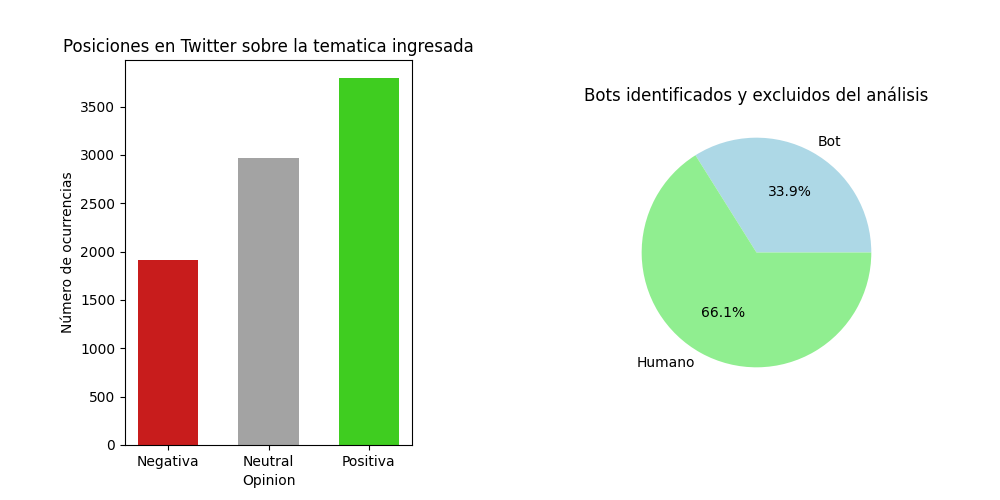 Posiciones en Twitter sobre la tematica ingresada
Número de ocurrencias
3500
3000
2500
2000
1500
1000
500
0
Negativa
Neutral
Positiva
Opinion
Bots identificados y excluidos del análisis
Bot
33.9%
66.1%
Humano